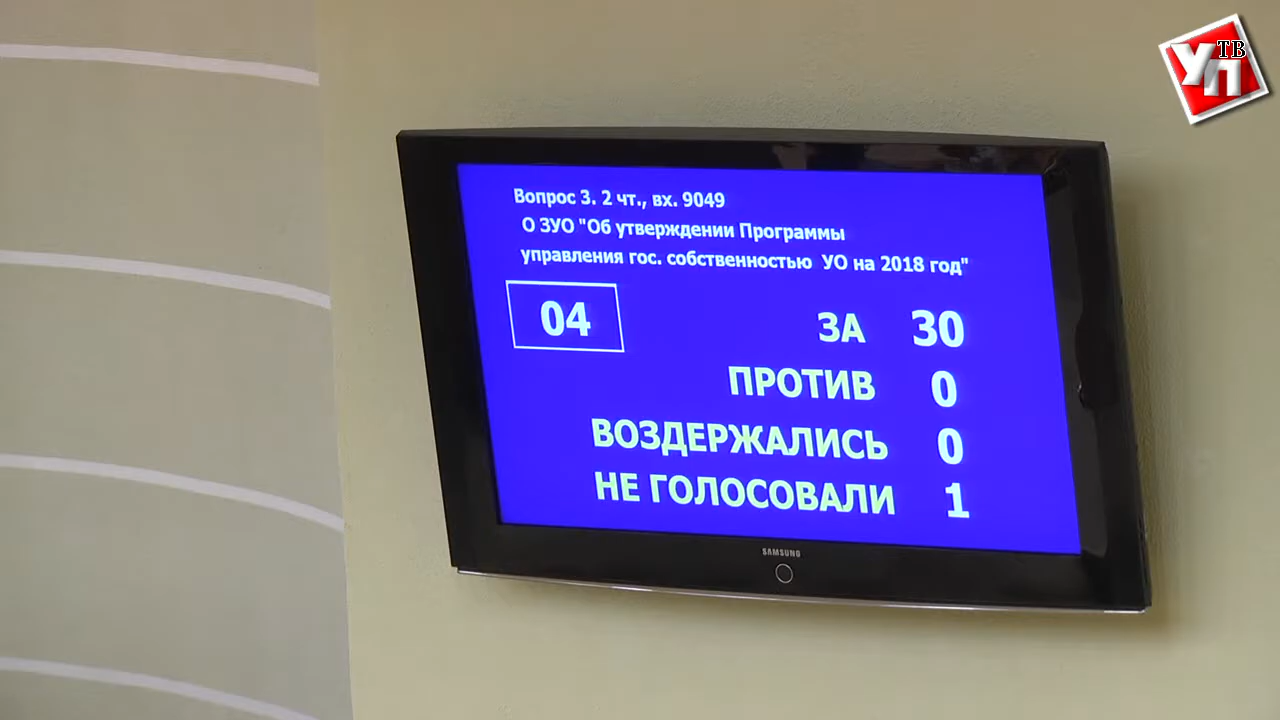 УП ТВ
Вопрос 3. 2 чт., вх. 9049
О ЗУО "Об утверждении Программы
управления гос. собственностью УО на 2018 год"
04
ЗА 30
ПРОТИВ 0
ВОЗДЕРЖАЛИСЬ 0
НЕ ГОЛОСОВАЛИ 1
SAMSUNG